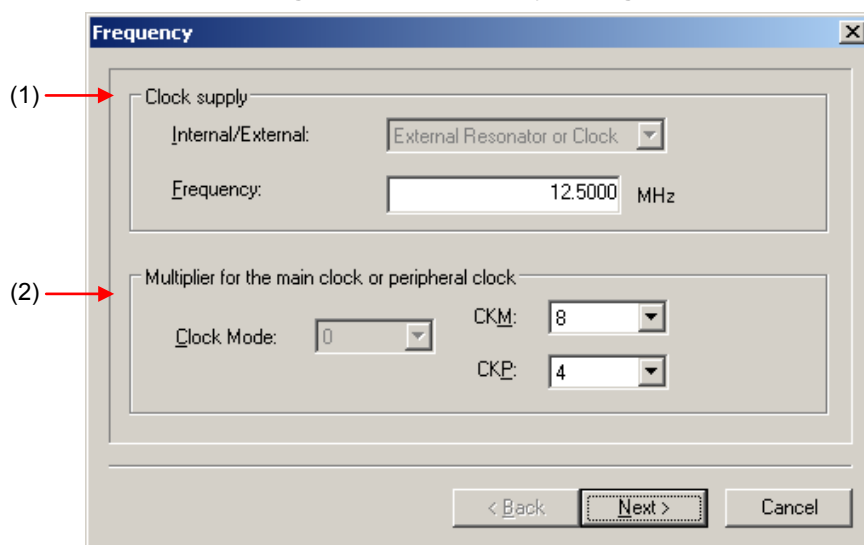 Frequency
(1)
Clock supply
Internal/External: External Resonator or Clock
Frequency: 12.5000 MHz
(2)
Multiplier for the main clock or peripheral clock
Clock Mode: 0 CKM: 8
CKP: 4
< Back Next > Cancel